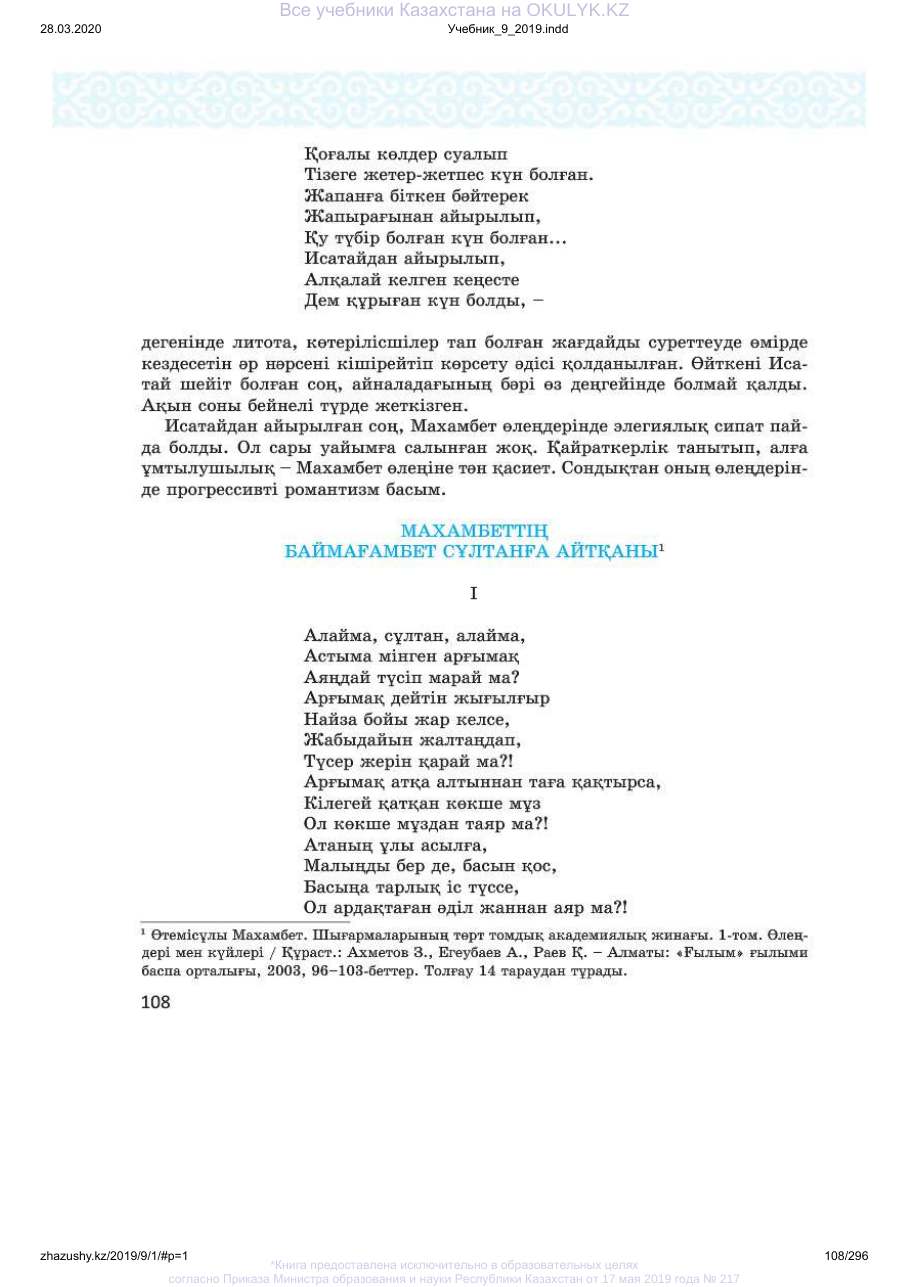 Все учебники Казахстана на OKULYK.KZ
28.03.2020 Учебник_9_2019.indd
Қоғалы көлдер суалып
Тізеге жетер-жетпес күн болған.
Жапанға біткен бәйтерек
Жапырағынан айырылып,
Қу түбір болған күн болған...
Исатайдан айырылып,
Алқалай келген кеңесте
Дем құрыған күн болды, –
дегенінде литота, көтерілісшілер тап болған жағдайды суреттеуде өмірде
кездесетін әр нәрсені кішірейтіп көрсету әдісі қолданылған. Өйткені Иса-
тай шейіт болған соң, айналадағының бәрі өз деңгейінде болмай қалды.
Ақын соны бейнелі түрде жеткізген.
Исатайдан айырылған соң, Махамбет өлеңдерінде элегиялық сипат пай-
да болды. Ол сары уайымға салынған жоқ. Қайраткерлік танытып, алға
ұмтылушылық – Махамбет өлеңіне тән қасиет. Сондықтан оның өлеңдерін-
де прогрессивті романтизм басым.
МАХАМБЕТТІҢ
БАЙМАҒАМБЕТ СҰЛТАНҒА АЙТҚАНЫ¹
I
Алайма, сұлтан, алайма,
Астыма мінген арғымақ
Аяңдай түсіп марай ма?
Арғымақ дейтін жығылғыр
Найза бойы жар келсе,
Жабыдайын жалтаңдап,
Түсер жерін қарай ма?!
Арғымақ атқа алтыннан таға қақтырса,
Кілегей қатқан көкше мұз
Ол көкше мұздан таяр ма?!
Атаның ұлы асылға,
Малыңды бер де, басын қос,
Басыңа тарлық іс түссе,
Ол ардақтаған әділ жаннан аяр ма?!
¹ Өтемісұлы Махамбет. Шығармаларының төрт томдық академиялық жинағы. 1-том. Өлең-
дері мен күйлері / Құраст.: Ахметов З., Егеубаев А., Раев Қ. – Алматы: «Ғылым» ғылыми
баспа орталығы, 2003, 96–103-беттер. Толғау 14 тараудан тұрады.
108
zhazushy.kz/2019/9/1/#p=1 108/296
*Книга предоставлена исключительно в образовательных целях
согласно Приказа Министра образования и науки Республики Казахстан от 17 мая 2019 года № 217